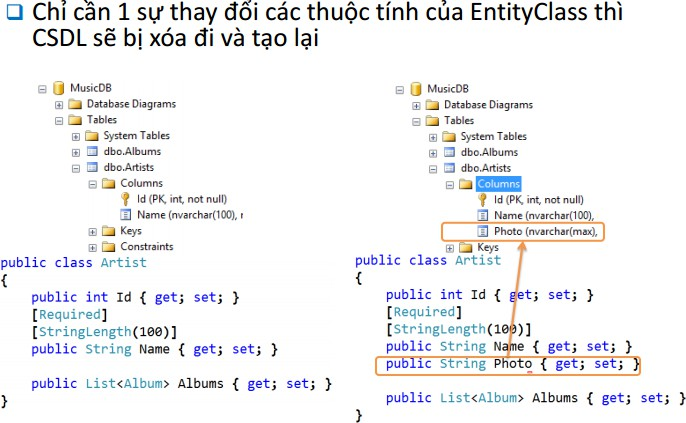 Chỉ cần 1 sự thay đổi các thuộc tính của EntityClass thì
CSDL sẽ bị xóa đi và tạo lại
MusicDB
Database Diagrams
Tables
System Tables
dbo.Albums
dbo.Artists
Columns
Id (PK, int, not null)
Name (nvarchar(100), r
Keys
Constraints
public class Artist
{
public int Id { get; set; }
[Required]
[StringLength(100)]
public String Name { get; set; }
public List<Album> Albums { get; set; }
}
MusicDB
Database Diagrams
Tables
System Tables
dbo.Albums
dbo.Artists
Columns
Id (PK, int, not null)
Name (nvarchar(100),
Photo (nvarchar(max),
Keys
public class Artist
{
public int Id { get; set; }
[Required]
[StringLength(100)]
public String Name { get; set; }
public String Photo { get; set; }
public List<Album> Albums { get; set; }
}